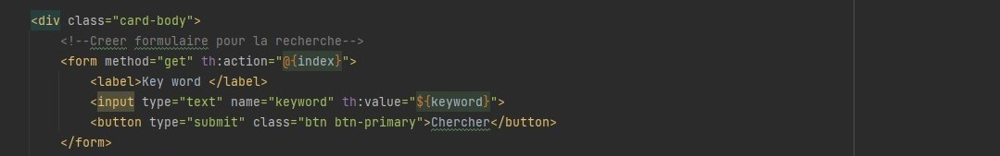 <div class="card-body">
<!--Creer formulaire pour la recherche-->
<form method="get" th:action="@{index}">
<label>Key word </label>
<input type="text" name="keyword" th:value="${keyword}">
<button type="submit" class="btn btn-primary">Chercher</button>
</form>